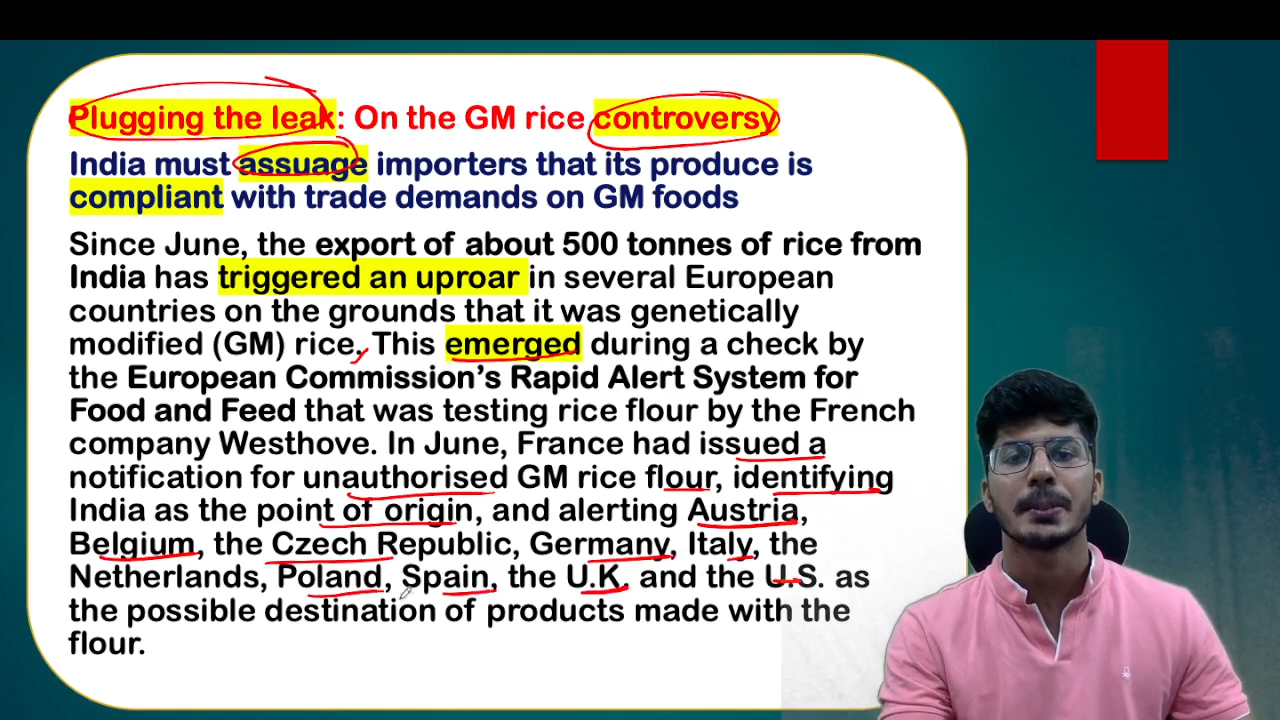 Plugging the leak: On the GM rice controversy
India must assuage importers that its produce is
compliant with trade demands on GM foods
Since June, the export of about 500 tonnes of rice from
India has triggered an uproar in several European
countries on the grounds that it was genetically
modified (GM) rice. This emerged during a check by
the European Commission's Rapid Alert System for
Food and Feed that was testing rice flour by the French
company Westhove. In June, France had issued a
notification for unauthorised GM rice flour, identifying
India as the point of origin, and alerting Austria,
Belgium, the Czech Republic, Germany, Italy, the
Netherlands, Poland, Spain, the U.K. and the U.S. as
the possible destination of products made with the
flour.